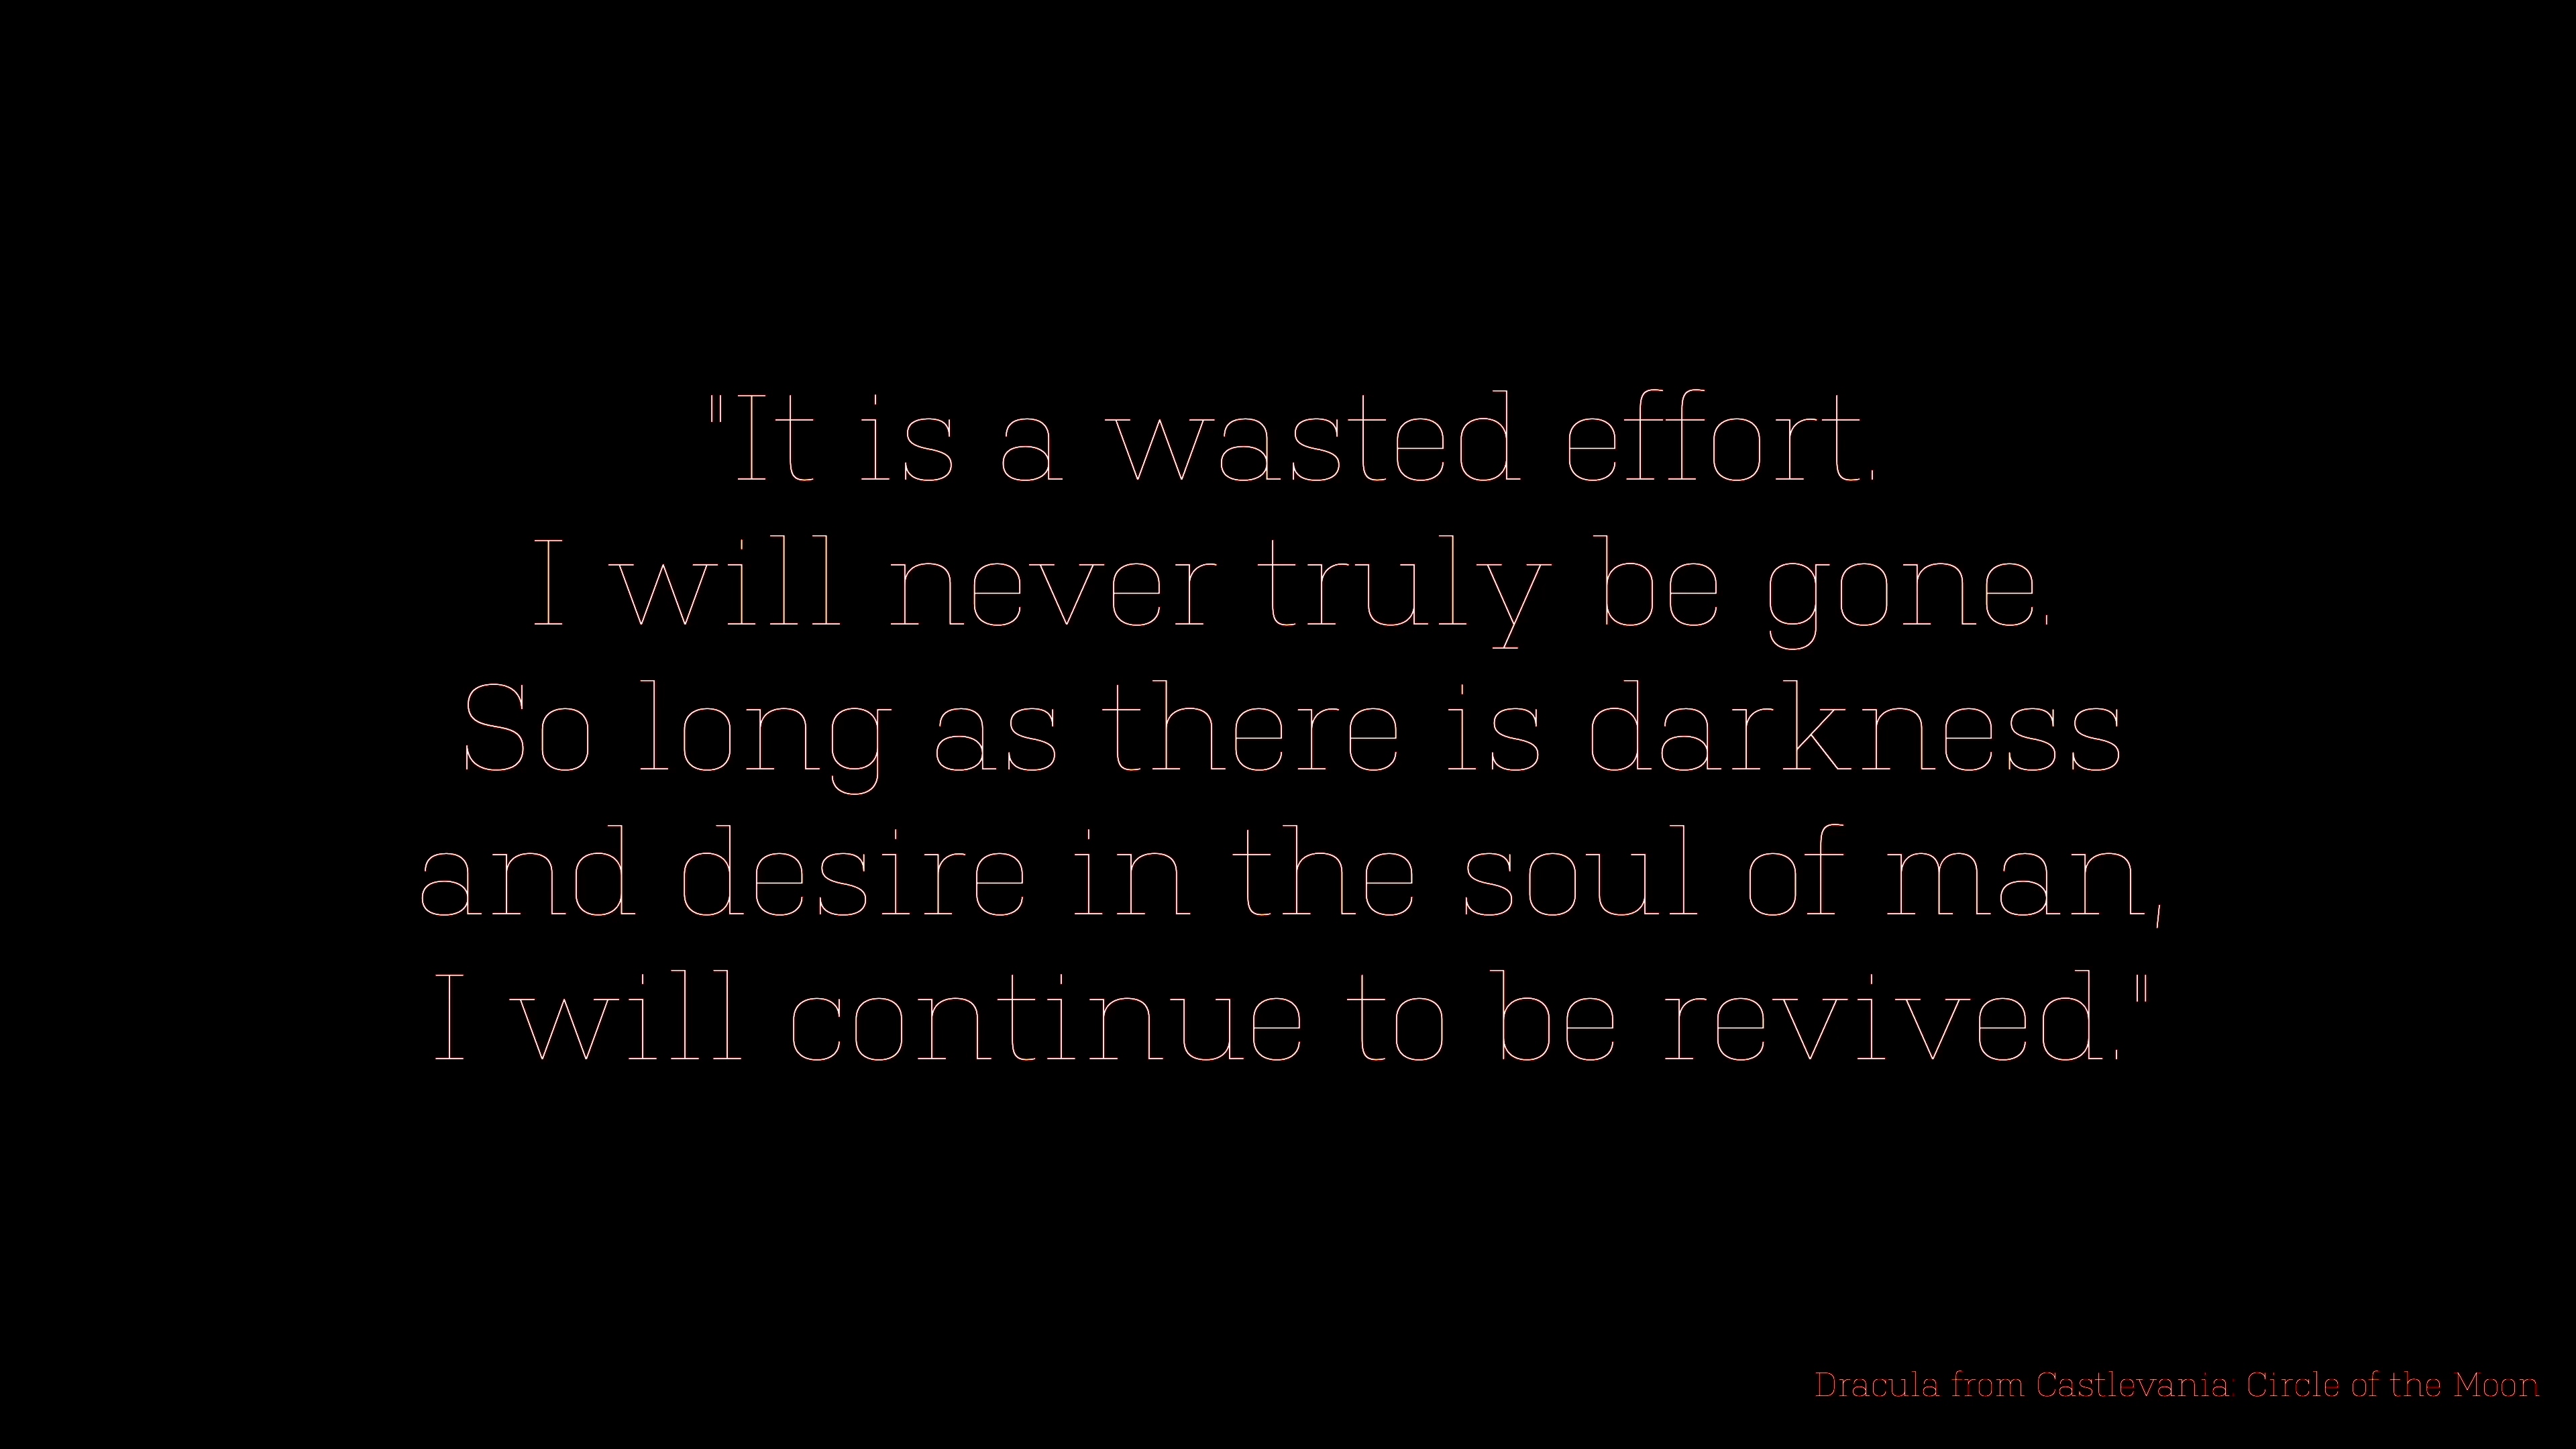 "It is a wasted effort.
I will never truly be gone.
So long as there is darkness
and desire in the soul of man,
I will continue to be revived."
Dracula from Castlevania: Circle of the Moon